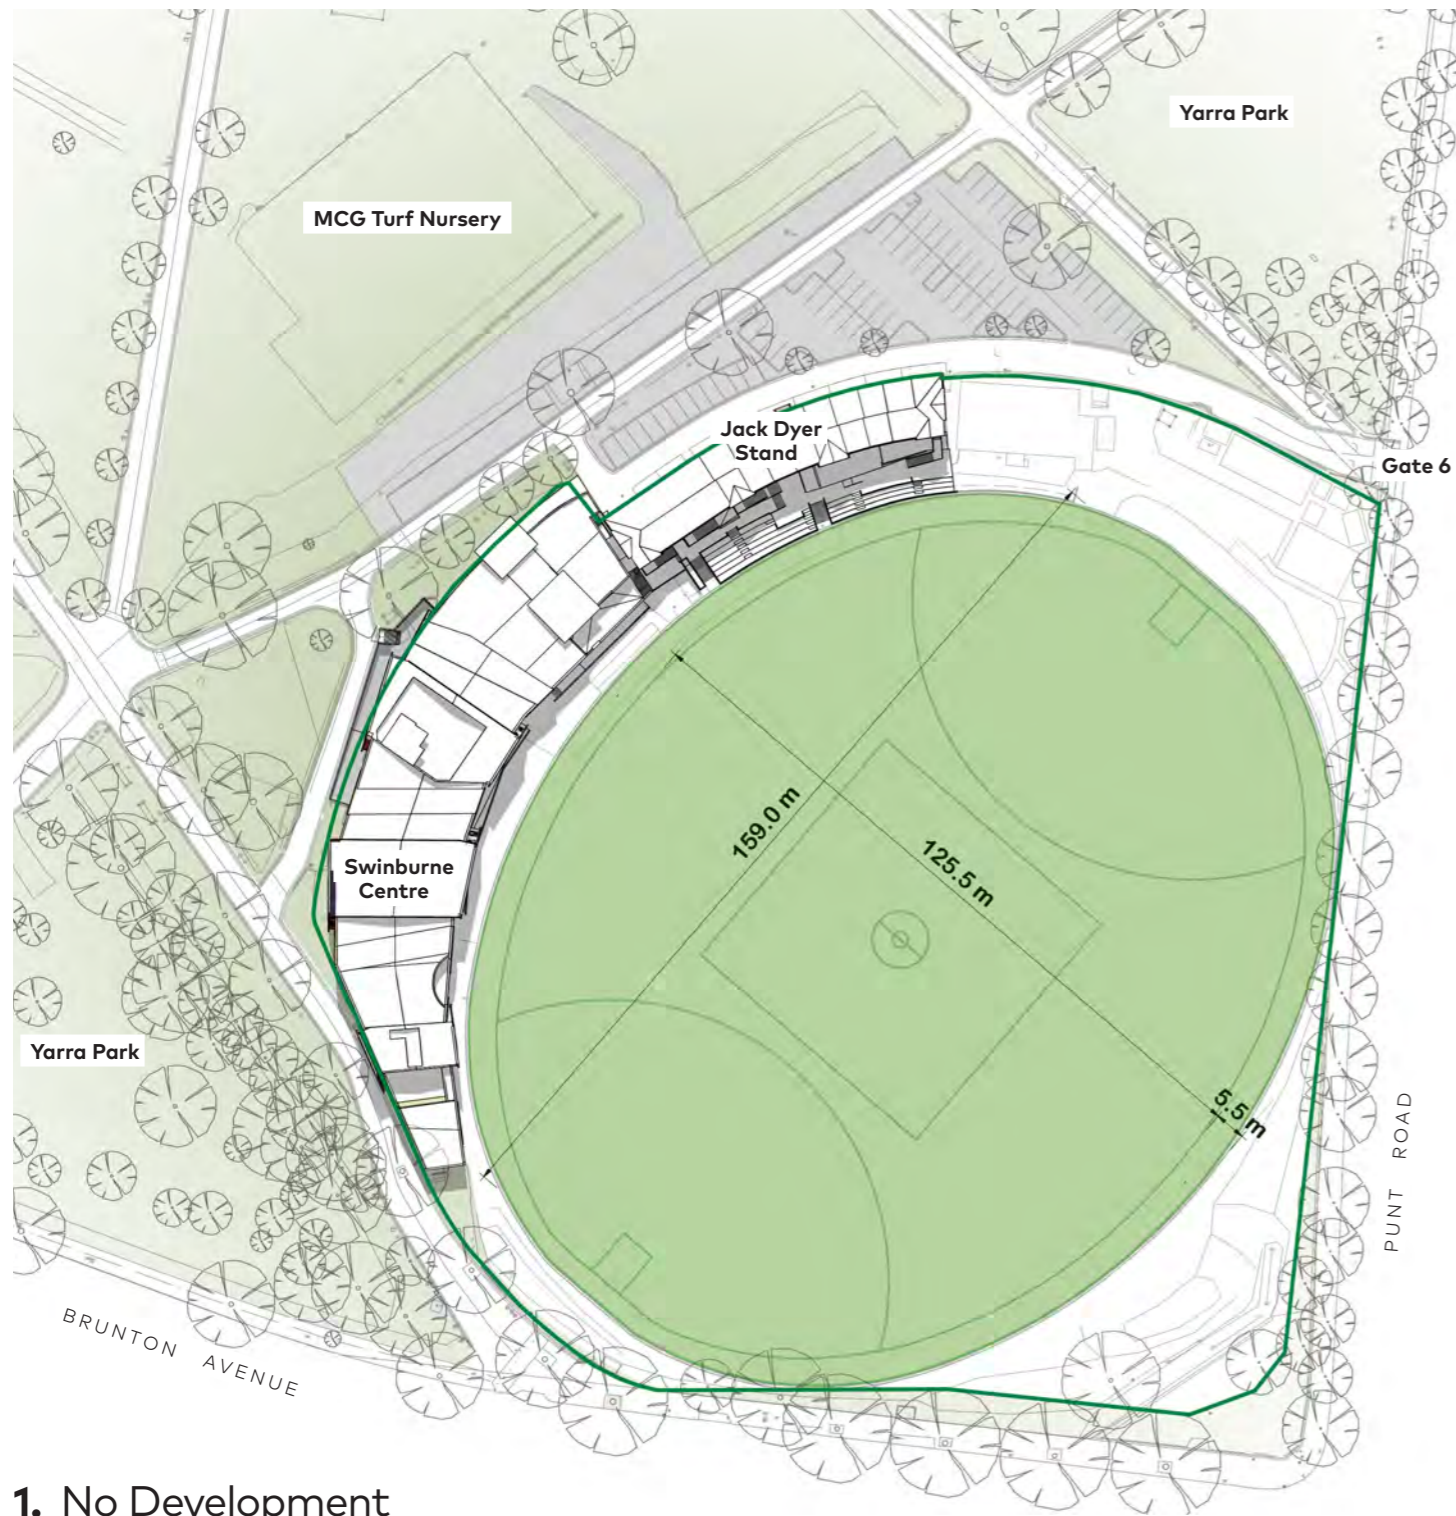 Yarra Park
MCG Turf Nursery
Jack Dyer
Stand
Gate 6
159.0 m
125.5 m
Swinburne
Centre
Yarra Park
5.5 m
PUNT ROAD
BRUNTON AVENUE
1. No Development